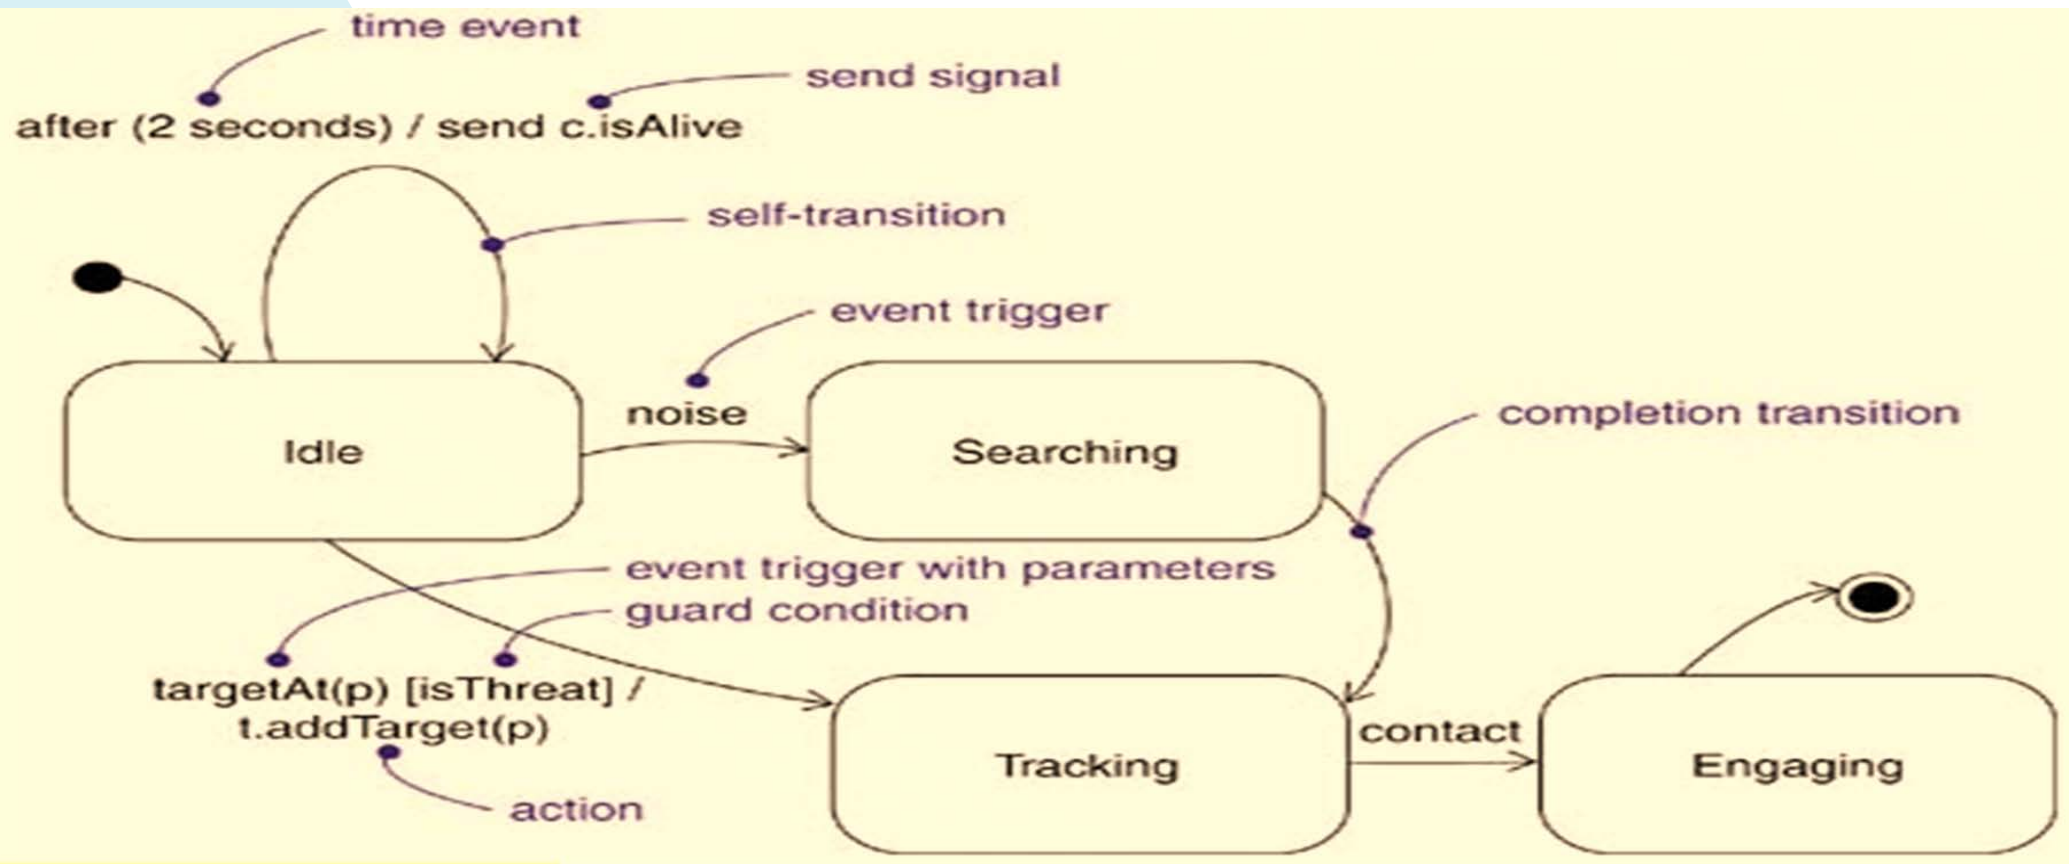 time event
send signal
after (2 seconds) / send c.isAlive
self-transition
event trigger
noise
completion transition
Idle
Searching
event trigger with parameters
guard condition
targetAt(p) [isThreat] /
t.addTarget(p)
contact
Tracking
Engaging
action